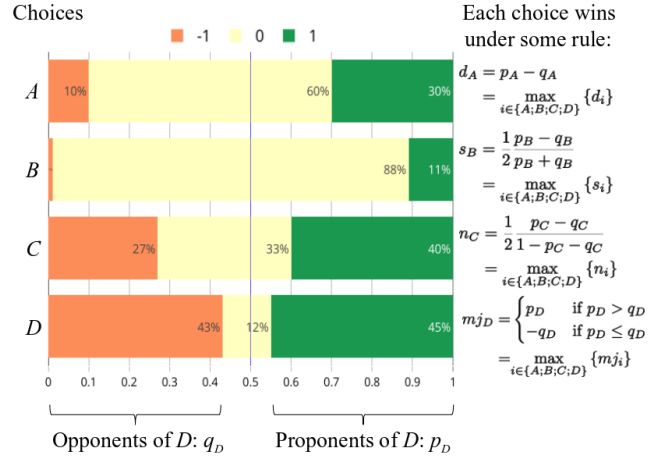 Choices
Each choice wins under some rule:
-1 0 1
A
10% 60% 30%
d_A = p_A − q_A
= max_{i∈{A;B;C;D}} {d_i}
B
88% 11%
s_B = \frac{1}{2} \frac{p_B − q_B}{p_B + q_B}
= max_{i∈{A;B;C;D}} {s_i}
C
27% 33% 40%
n_C = \frac{1}{2} \frac{p_C − q_C}{1 − p_C − q_C}
= max_{i∈{A;B;C;D}} {n_i}
D
43% 12% 45%
mj_D = { p_D if p_D > q_D
−q_D if p_D ≤ q_D
= max_{i∈{A;B;C;D}} {mj_i}
0 0.1 0.2 0.3 0.4 0.5 0.6 0.7 0.8 0.9 1
Opponents of D: q_D
Proponents of D: p_D